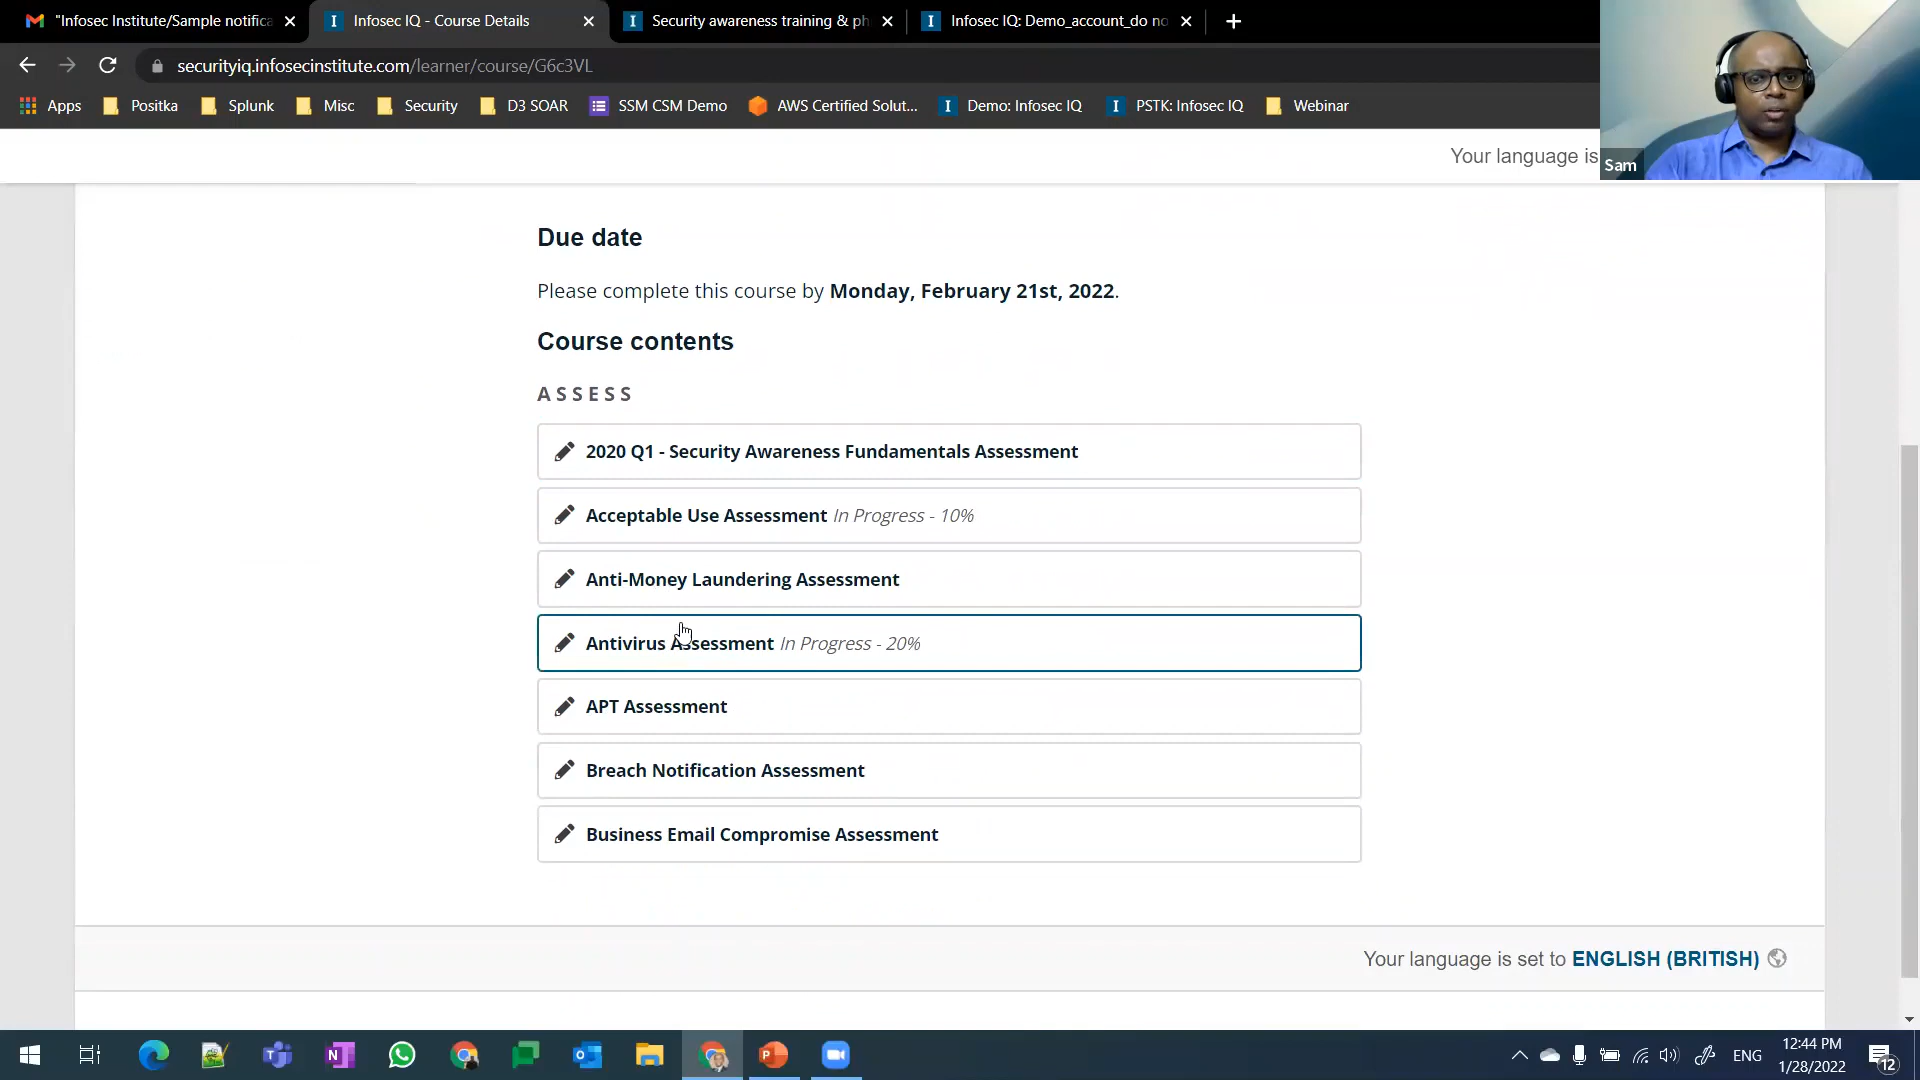 "Infosec Institute/Sample notifica
Infosec IQ - Course Details
Security awareness training & ph
Infosec IQ: Demo_account_do no
securityiq.infosecinstitute.com/learner/course/G6c3VL
Apps
Positka
Splunk
Misc
Security
D3 SOAR
SSM CSM Demo
AWS Certified Solut...
Demo: Infosec IQ
PSTK: Infosec IQ
Webinar
Your language is
Sam
Due date
Please complete this course by Monday, February 21st, 2022.
Course contents
ASSESS
2020 Q1 - Security Awareness Fundamentals Assessment
Acceptable Use Assessment In Progress - 10%
Anti-Money Laundering Assessment
Antivirus Assessment In Progress - 20%
APT Assessment
Breach Notification Assessment
Business Email Compromise Assessment
Your language is set to ENGLISH (BRITISH)
ENG
12:44 PM
1/28/2022
12